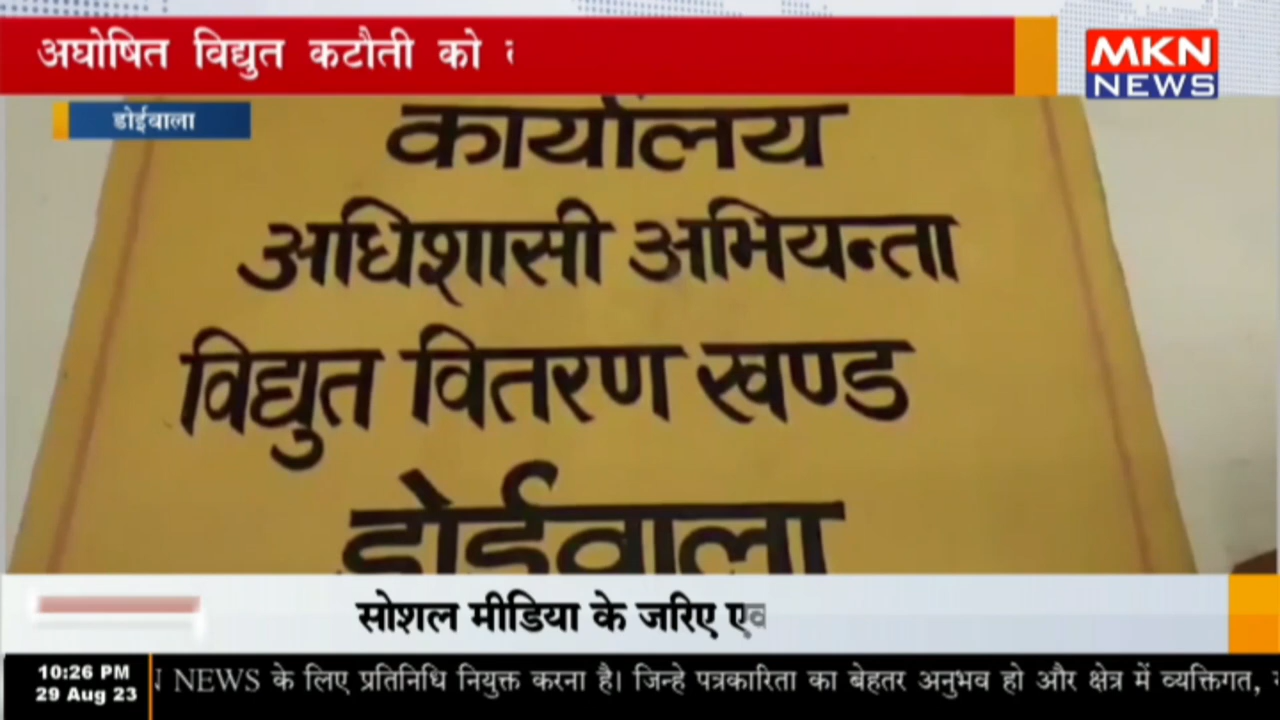 अघोषित विद्युत कटौती को
MKN
NEWS
डोईवाला
कार्यालय
अधिशासी अभियन्ता
विद्युत वितरण खण्ड
डोईवाला
सोशल मीडिया के जरिए
10:26 PM
29 Aug 23
NEWS के लिए प्रतिनिधि नियुक्त करना है। जिन्हे पत्रकारिता का बेहतर अनुभव हो और क्षेत्र में व्यक्तिगत,